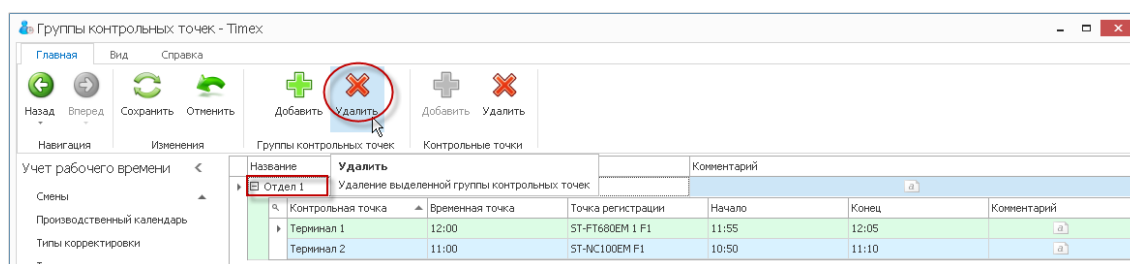 Группы контрольных точек - Timex
Главная Вид Справка
Назад Вперед Сохранить Отменить Добавить Удалить Добавить Удалить
Навигация Изменения Группы контрольных точек Контрольные точки
Учет рабочего времени
Название Комментарий
Удалить
Удаление выделенной группы контрольных точек
Отдел 1
Смены
Контрольная точка Временная точка Точка регистрации Начало Конец Комментарий
Производственный календарь
Терминал 1 12:00 ST-FT680EM 1 F1 11:55 12:05
Типы корректировки
Терминал 2 11:00 ST-NC100EM F1 10:50 11:10